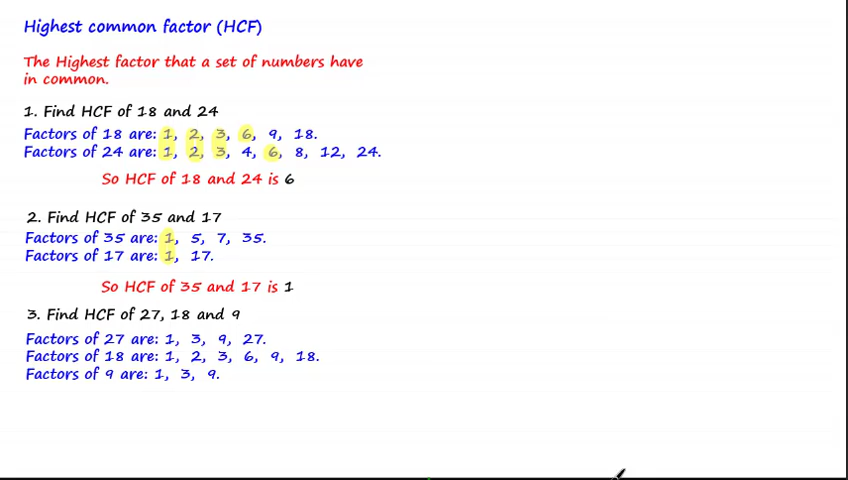 Highest common factor (HCF)
The Highest factor that a set of numbers have
in common.
1. Find HCF of 18 and 24
Factors of 18 are: 1, 2, 3, 6, 9, 18.
Factors of 24 are: 1, 2, 3, 4, 6, 8, 12, 24.
So HCF of 18 and 24 is 6
2. Find HCF of 35 and 17
Factors of 35 are: 1, 5, 7, 35.
Factors of 17 are: 1, 17.
So HCF of 35 and 17 is 1
3. Find HCF of 27, 18 and 9
Factors of 27 are: 1, 3, 9, 27.
Factors of 18 are: 1, 2, 3, 6, 9, 18.
Factors of 9 are: 1, 3, 9.